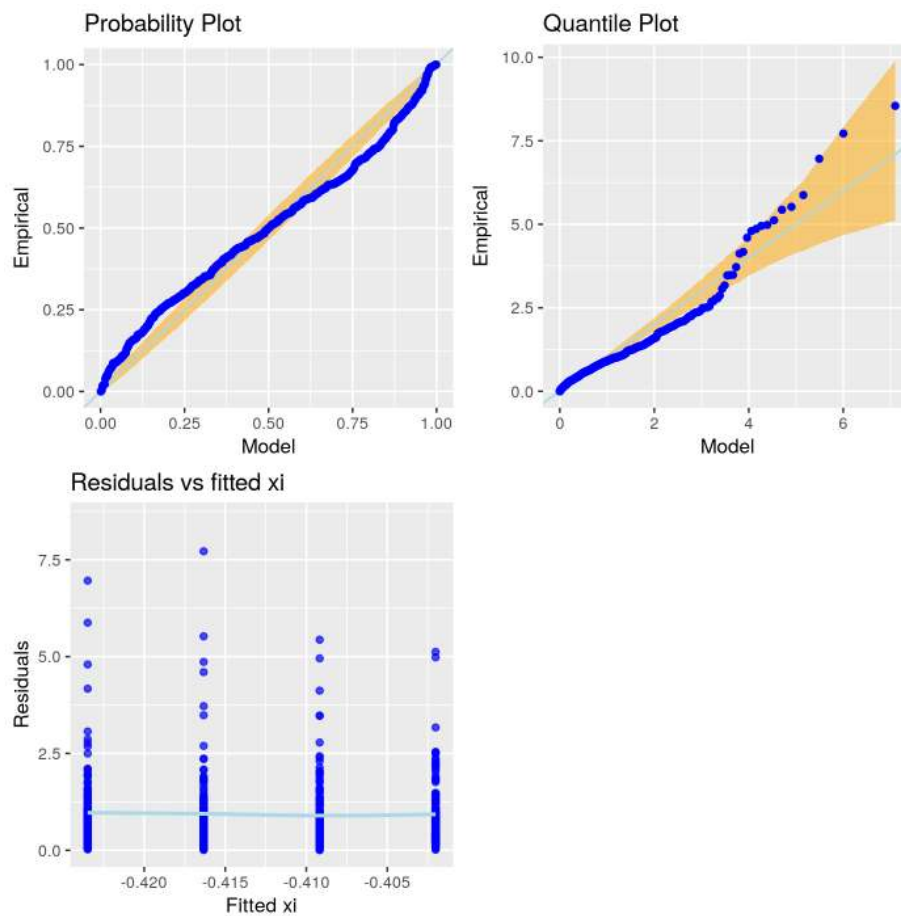 Probability Plot
1.00
0.75
0.50
0.25
0.00
Empirical
0.00 0.25 0.50 0.75 1.00
Model
Quantile Plot
10.0
7.5
5.0
2.5
0.0
Empirical
0 2 4 6
Model
Residuals vs fitted xi
7.5
5.0
2.5
0.0
Residuals
-0.420 -0.415 -0.410 -0.405
Fitted xi